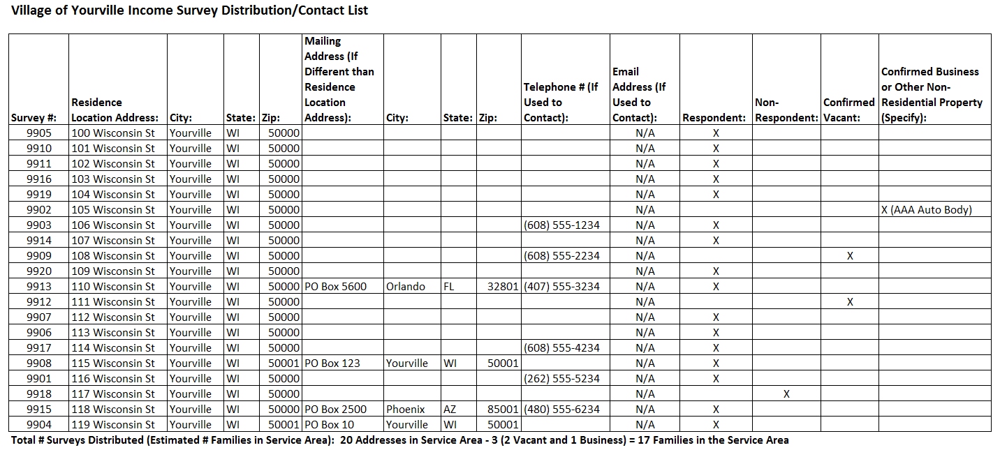 Village of Yourville Income Survey Distribution/Contact List
Survey #: Residence Location Address: City: State: Zip: Mailing Address (If Different than Residence Location Address): City: State: Zip: Telephone # (If Used to Contact): Email Address (If Used to Contact): Respondent: Non-Respondent: Confirmed Vacant: Confirmed Business or Other Non-Residential Property (Specify):
9905 100 Wisconsin St Yourville WI 50000 N/A X
9910 101 Wisconsin St Yourville WI 50000 N/A X
9911 102 Wisconsin St Yourville WI 50000 N/A X
9916 103 Wisconsin St Yourville WI 50000 N/A X
9919 104 Wisconsin St Yourville WI 50000 N/A X
9902 105 Wisconsin St Yourville WI 50000 N/A X (AAA Auto Body)
9903 106 Wisconsin St Yourville WI 50000 (608) 555-1234 N/A X
9914 107 Wisconsin St Yourville WI 50000 N/A X
9909 108 Wisconsin St Yourville WI 50000 (608) 555-2234 N/A X
9920 109 Wisconsin St Yourville WI 50000 N/A X
9913 110 Wisconsin St Yourville WI 50000 PO Box 5600 Orlando FL 32801 (407) 555-3234 N/A X
9912 111 Wisconsin St Yourville WI 50000 N/A X
9907 112 Wisconsin St Yourville WI 50000 N/A X
9906 113 Wisconsin St Yourville WI 50000 N/A X
9917 114 Wisconsin St Yourville WI 50000 (608) 555-4234 N/A X
9908 115 Wisconsin St Yourville WI 50001 PO Box 123 Yourville WI 50001 N/A X
9901 116 Wisconsin St Yourville WI 50000 (262) 555-5234 N/A X
9918 117 Wisconsin St Yourville WI 50000 N/A X
9915 118 Wisconsin St Yourville WI 50000 PO Box 2500 Phoenix AZ 85001 (480) 555-6234 N/A X
9904 119 Wisconsin St Yourville WI 50001 PO Box 10 Yourville WI 50001 N/A X
Total # Surveys Distributed (Estimated # Families in Service Area): 20 Addresses in Service Area - 3 (2 Vacant and 1 Business) = 17 Families in the Service Area